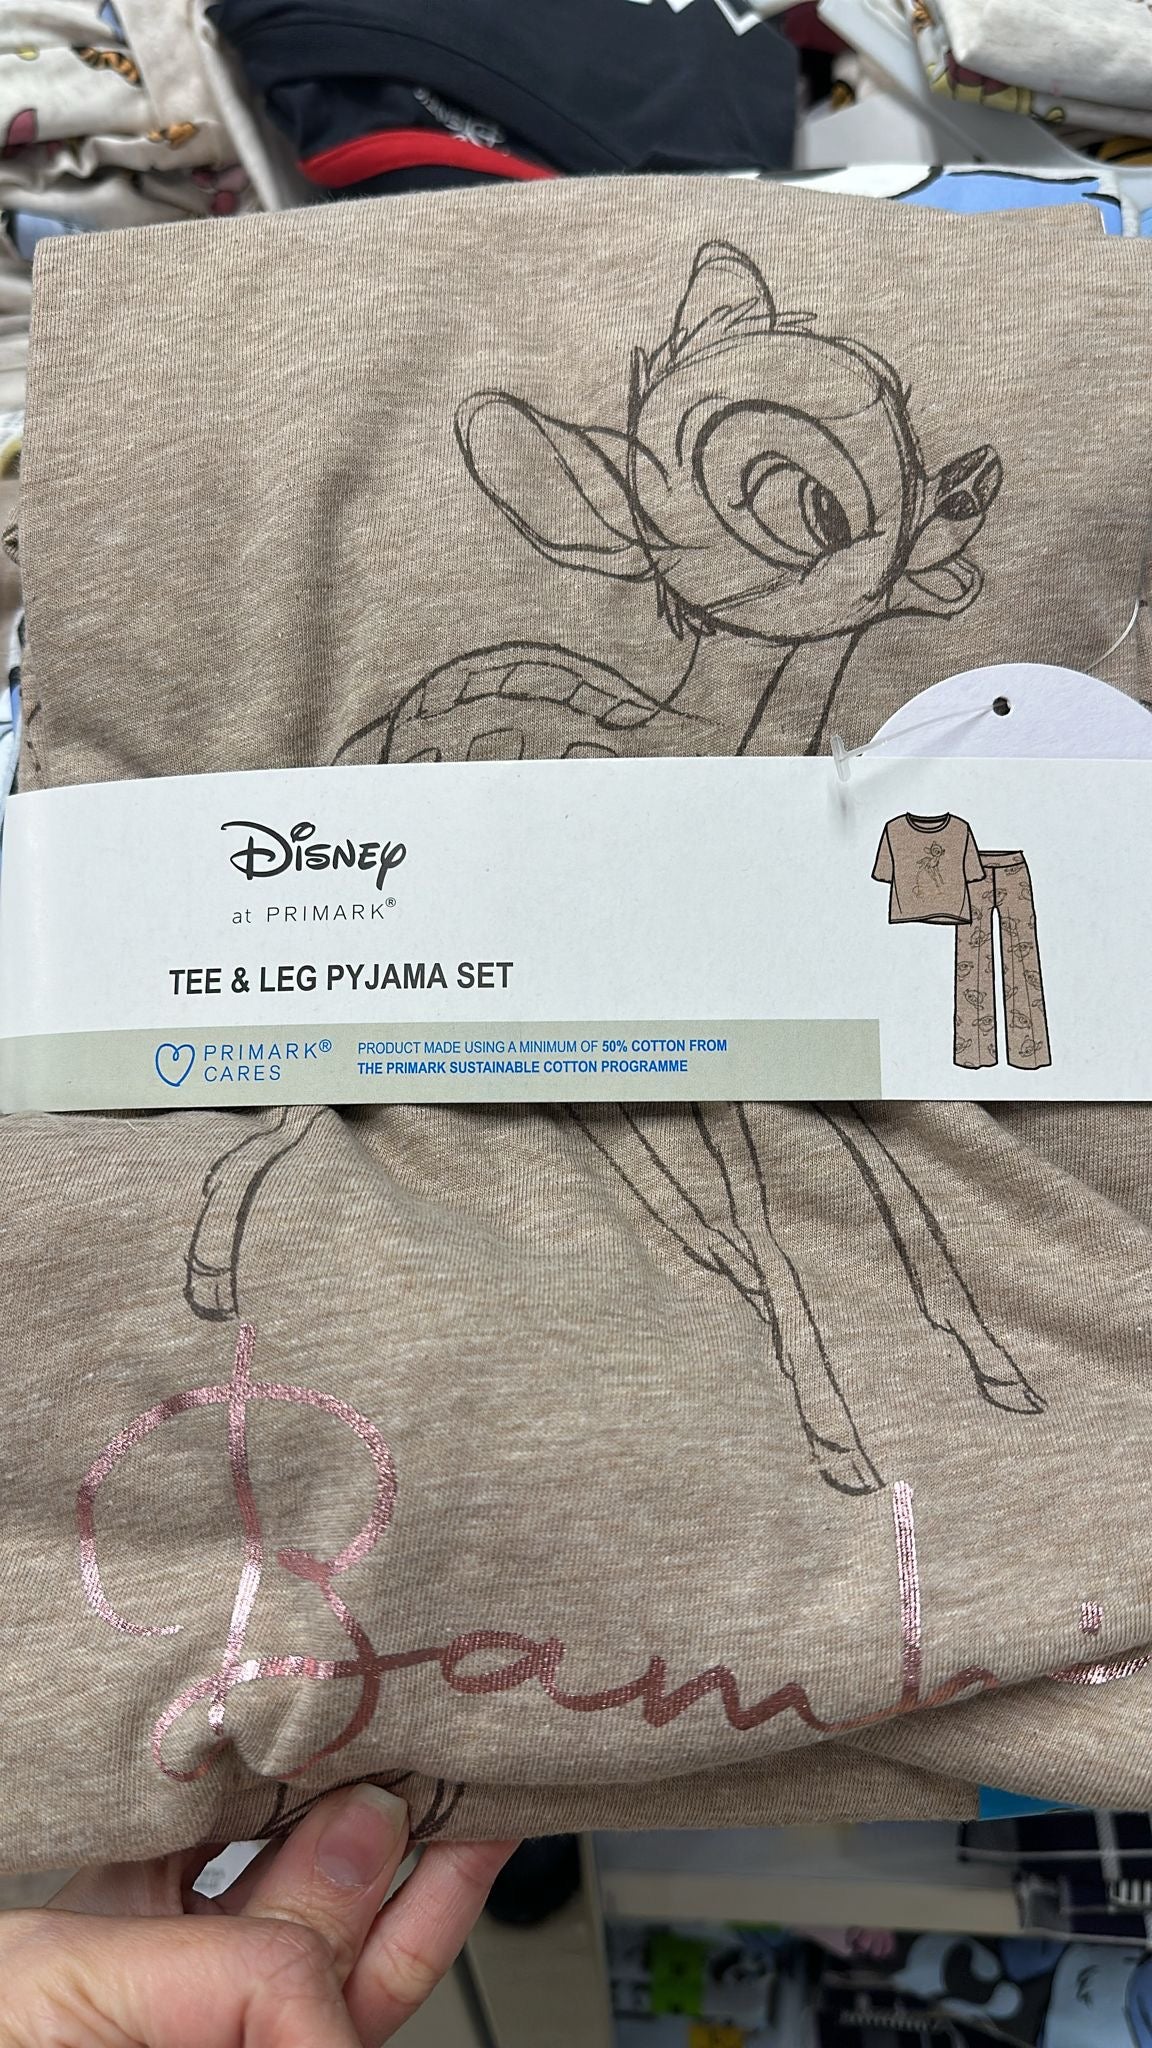 Disney
at PRIMARK®
TEE & LEG PYJAMA SET
PRIMARK®
CARES
PRODUCT MADE USING A MINIMUM OF 50% COTTON FROM
THE PRIMARK SUSTAINABLE COTTON PROGRAMME
Bambi